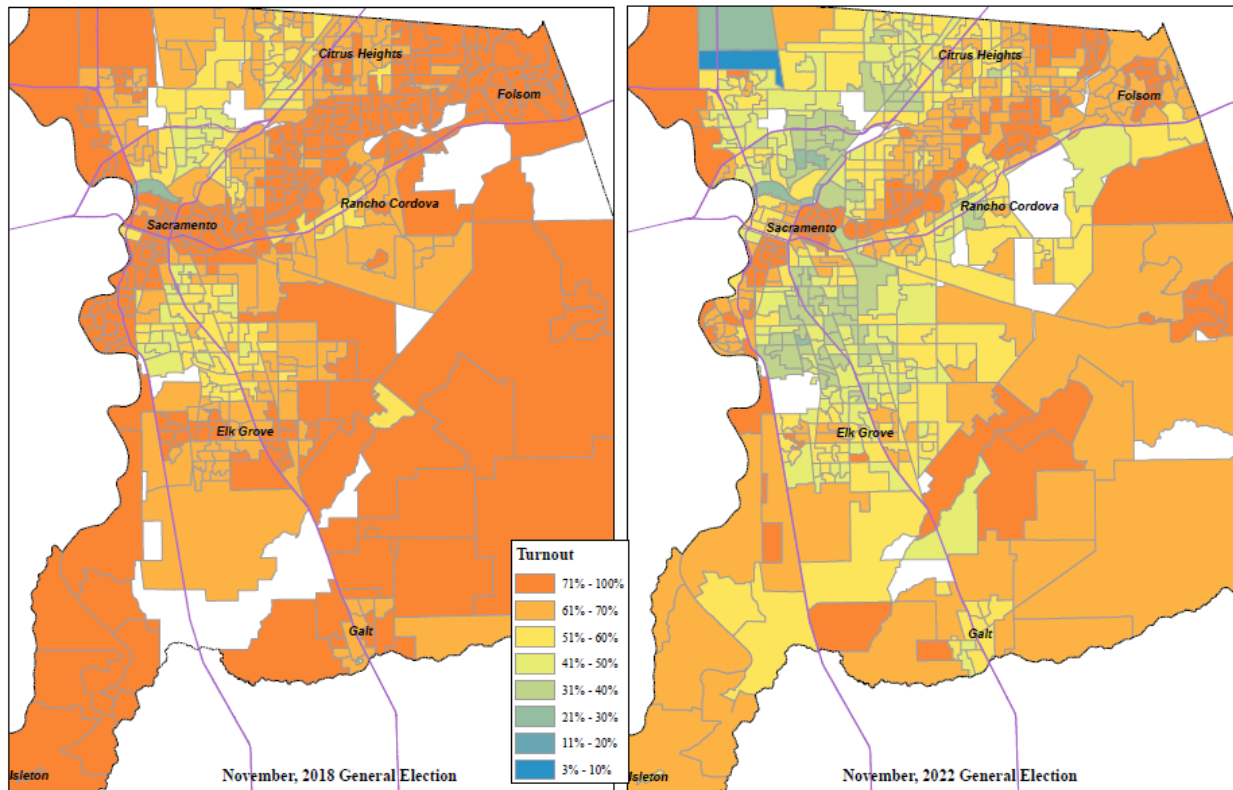 Citrus Heights
Folsom
Rancho Cordova
Sacramento
Elk Grove
Galt
Isleton
November, 2018 General Election
Turnout
71% - 100%
61% - 70%
51% - 60%
41% - 50%
31% - 40%
21% - 30%
11% - 20%
3% - 10%
Citrus Heights
Folsom
Rancho Cordova
Sacramento
Elk Grove
Galt
Isleton
November, 2022 General Election